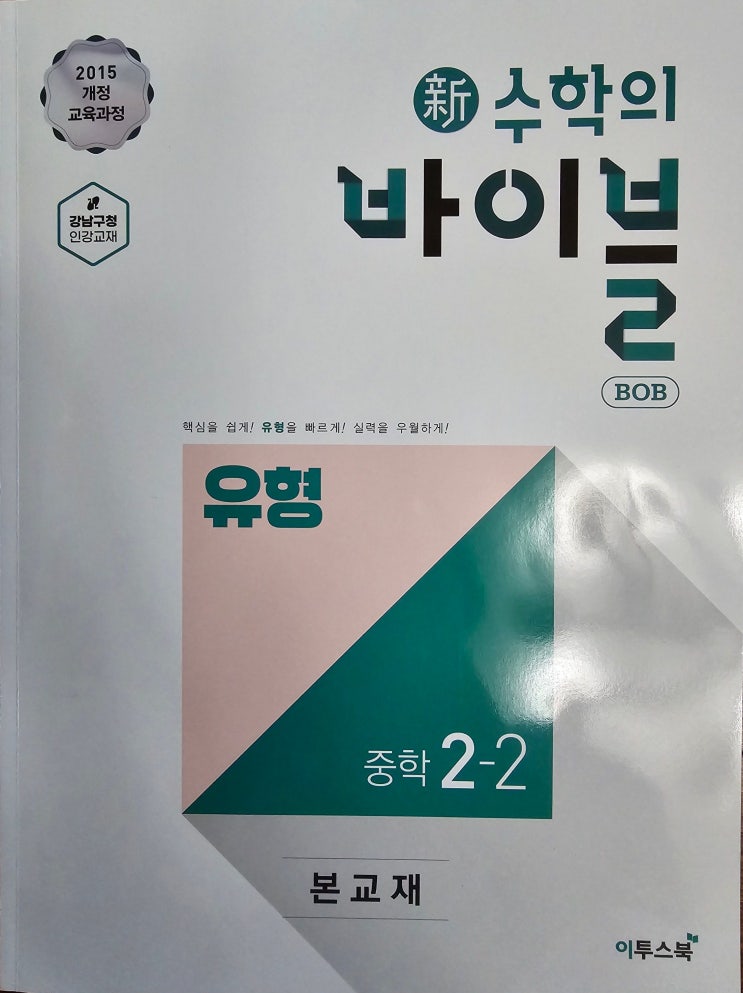 2015
개정
교육과정
新 수학의
바이블
BOB
강남구청
인강교재
핵심을 쉽게! 유형을 빠르게! 실력을 우월하게!
유형
중학 2-2
본교재
이투스북